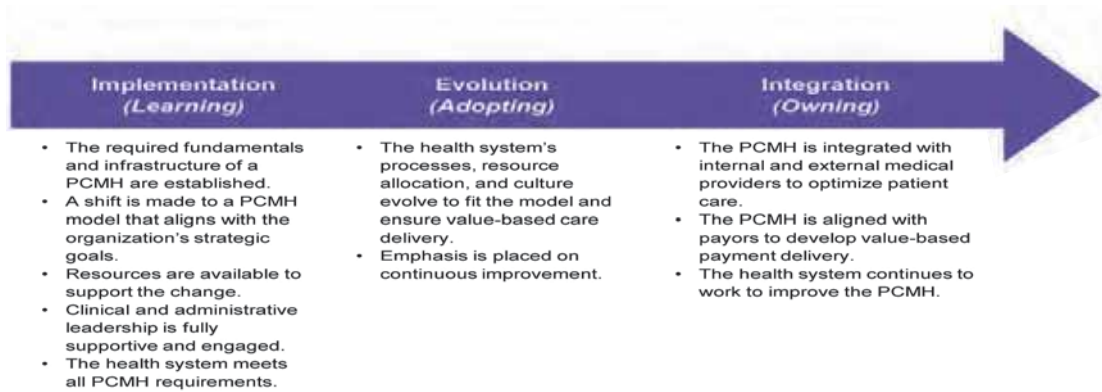 Implementation
(Learning)
• The required fundamentals
and infrastructure of a
PCMH are established.
• A shift is made to a PCMH
model that aligns with the
organization's strategic
goals.
• Resources are available to
support the change.
• Clinical and administrative
leadership is fully
supportive and engaged.
• The health system meets
all PCMH requirements.
Evolution
(Adopting)
• The health system's
processes, resource
allocation, and culture
evolve to fit the model and
ensure value-based care
delivery.
• Emphasis is placed on
continuous improvement.
Integration
(Owning)
• The PCMH is integrated with
internal and external medical
providers to optimize patient
care.
• The PCMH is aligned with
payors to develop value-based
payment delivery.
• The health system continues to
work to improve the PCMH.